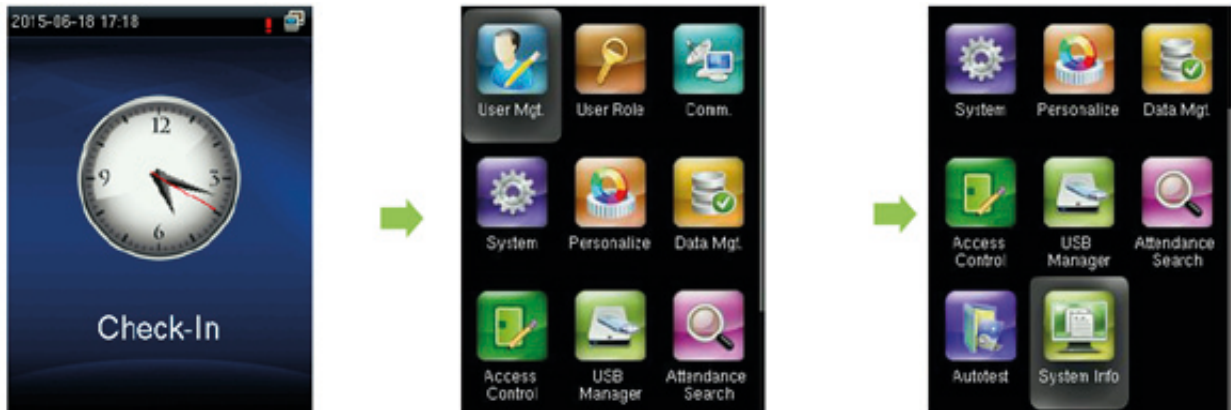 2015-06-18 17:18
12
9
3
6
Check-In
User Mgt.
User Role
Comm.
System
Personalize
Data Mgt.
Access
Control
USB
Manager
Attendance
Search
System
Personalize
Data Mgt.
Access
Control
USB
Manager
Attendance
Search
Autotest
System Info